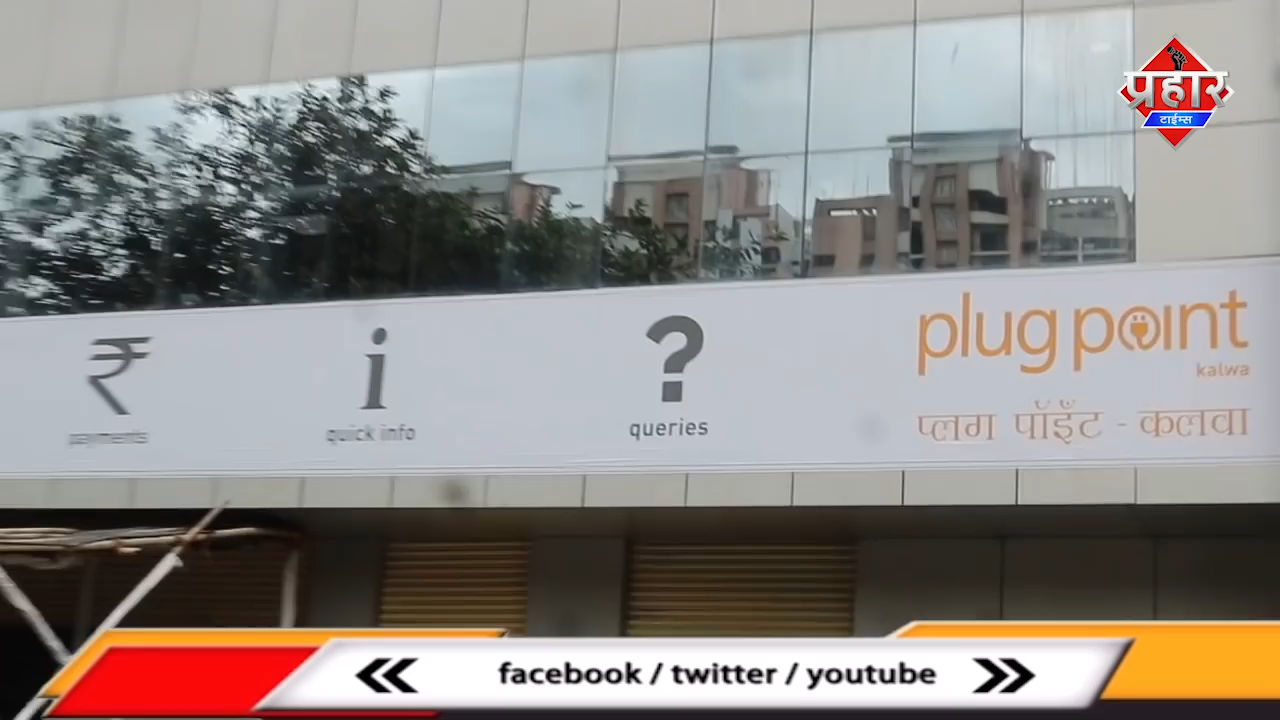 प्रहार
टाईम्स
₹ i ?
payments quick info queries
plug point
kalwa
प्लग पॉइँट - कलवा
facebook / twitter / youtube